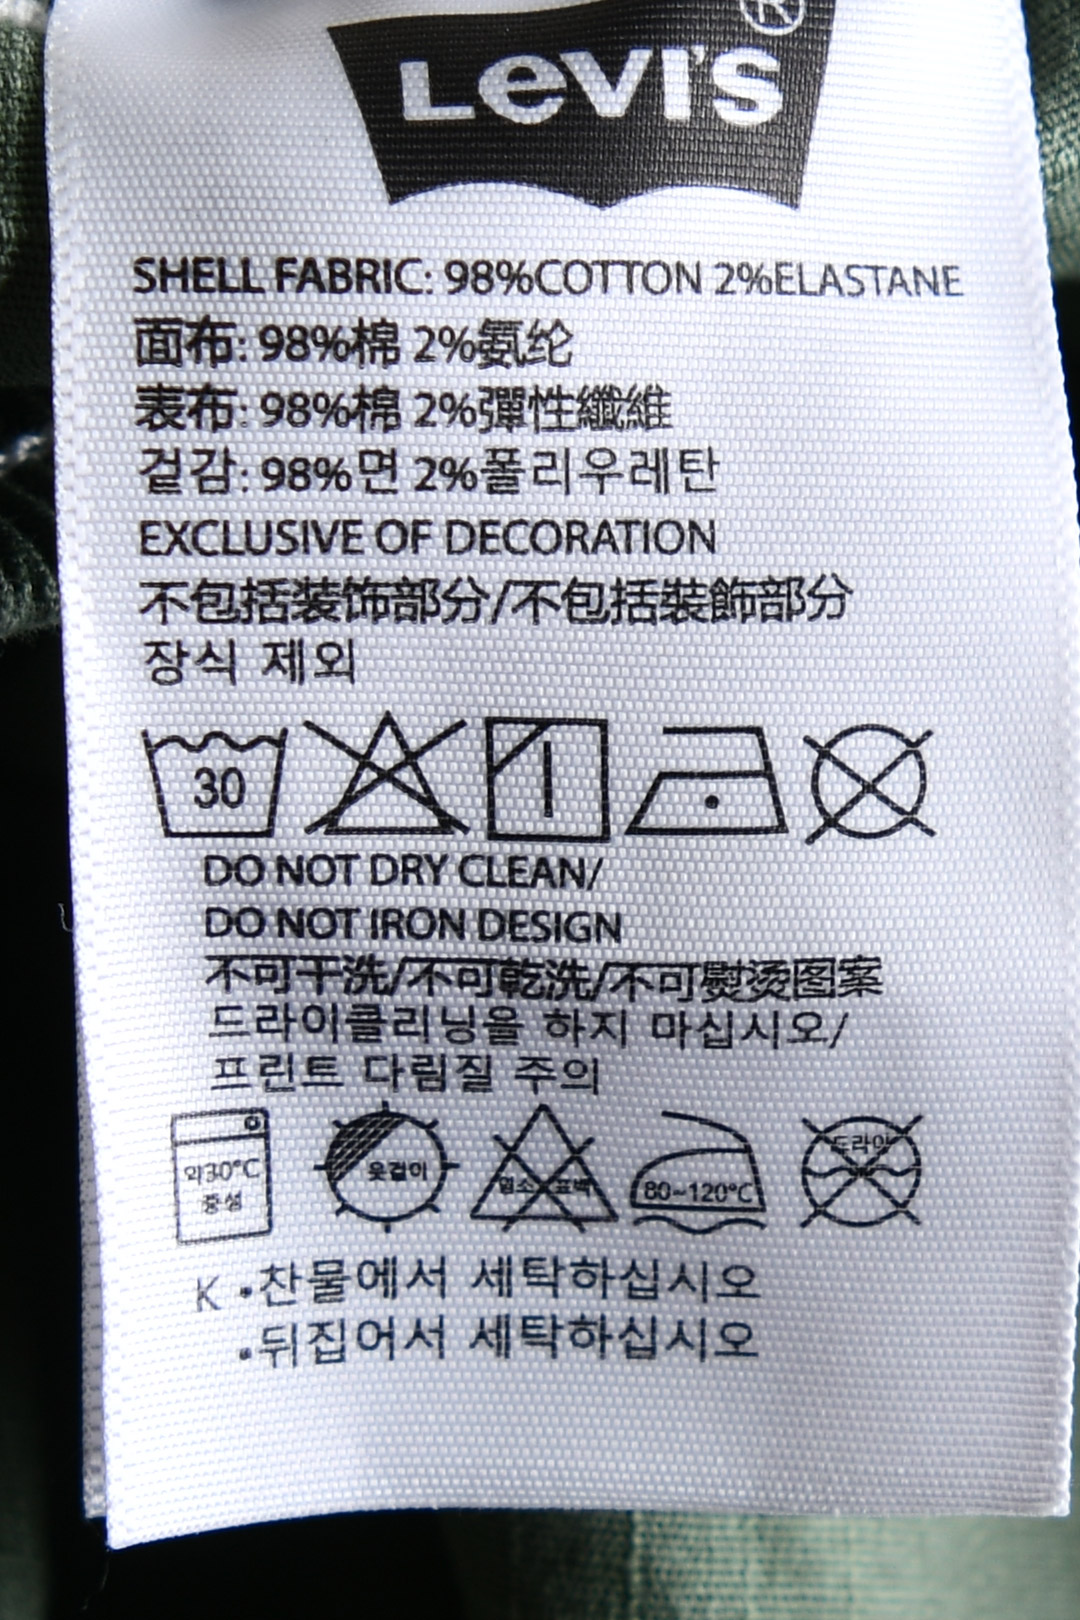 LEVI'S®
SHELL FABRIC: 98%COTTON 2%ELASTANE
面布: 98%棉 2%氨纶
表布: 98%棉 2%彈性纖維
겉감: 98%면 2%폴리우레탄
EXCLUSIVE OF DECORATION
不包括装饰部分/不包括裝飾部分
장식 제외
30
DO NOT DRY CLEAN/
DO NOT IRON DESIGN
不可干洗/不可乾洗/不可熨烫图案
드라이클리닝을 하지 마십시오/
프린트 다림질 주의
약30°C 옷걸이 염소 표백 80~120°C 드라이
중성
K •찬물에서 세탁하십시오
•뒤집어서 세탁하십시오